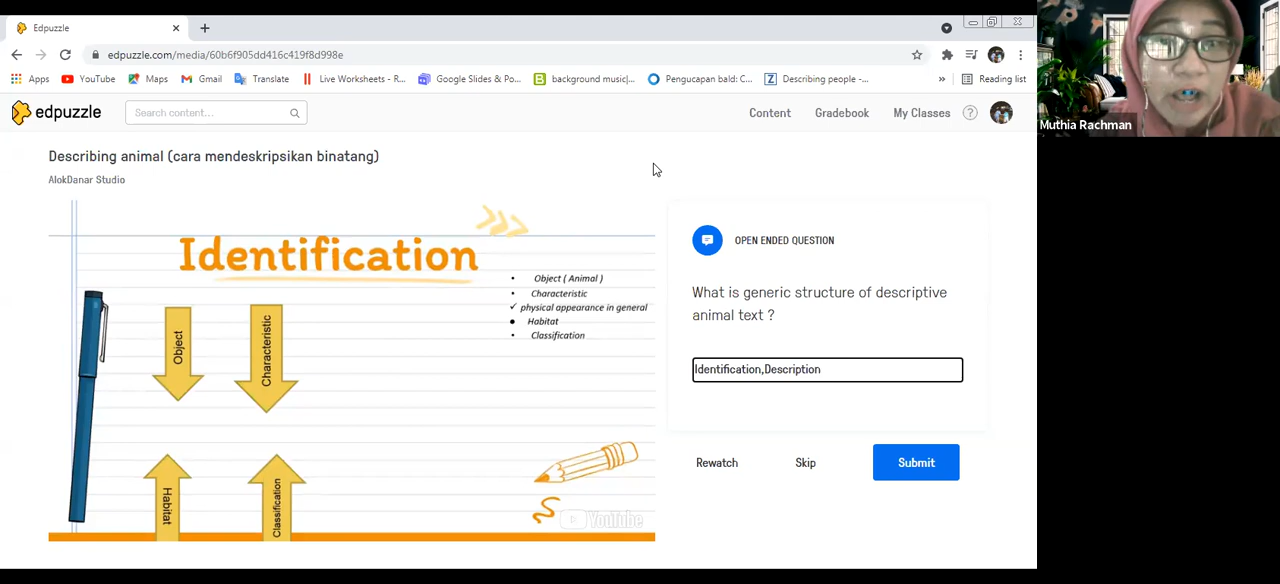 Edpuzzle
edpuzzle.com/media/60b6f905dd416c419f8d998e
Apps YouTube Maps Gmail Translate Live Worksheets – R... Google Slides & Po... background musicl... Pengucapan bald: C... Describing people –... » Reading list
edpuzzle Search content... Content Gradebook My Classes ?
Muthia Rachman
Describing animal (cara mendeskripsikan binatang)
AlokDanar Studio
Identification
• Object ( Animal )
• Characteristic
✓ physical appearance in general
• Habitat
• Classification
Object
Characteristic
Habitat
Classification
YouTube
OPEN ENDED QUESTION
What is generic structure of descriptive
animal text ?
Identification,Description
Rewatch Skip Submit